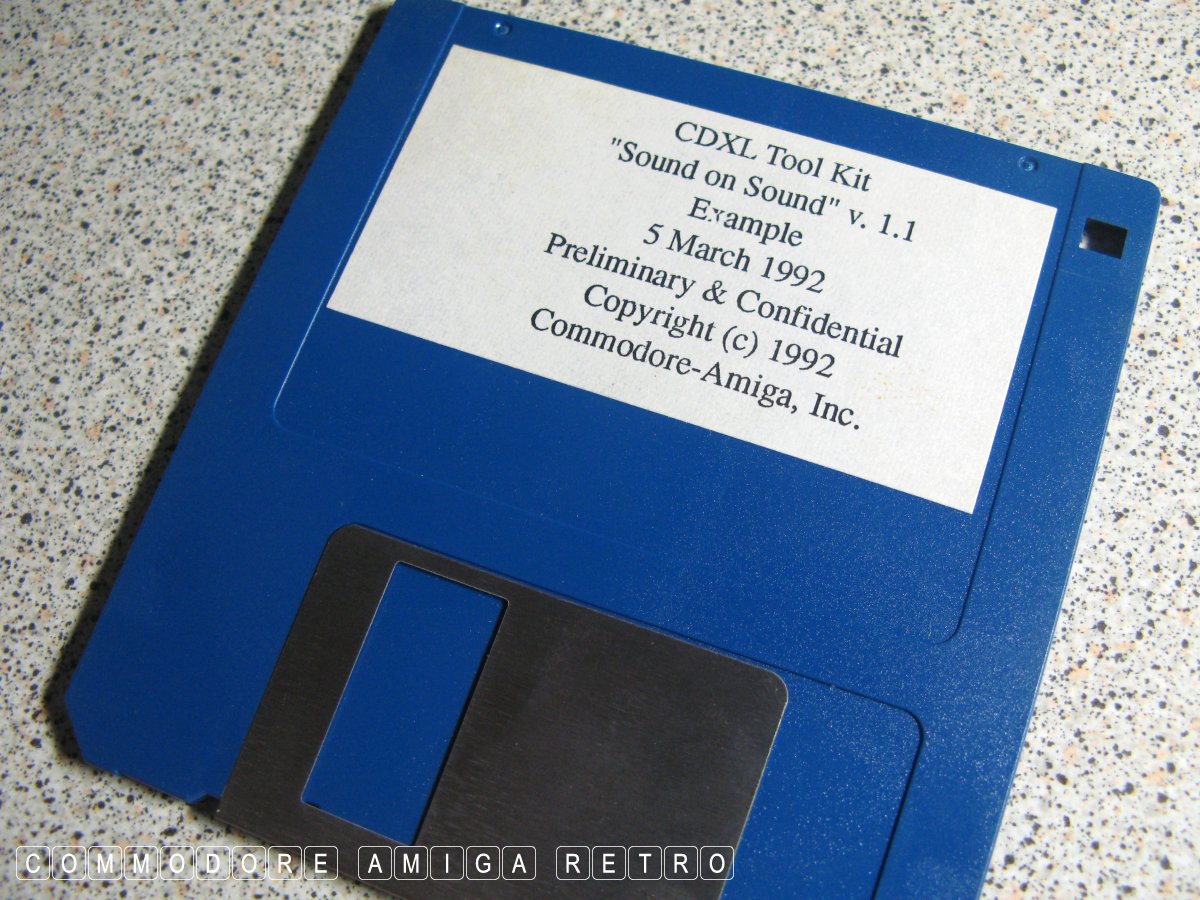 CDXL Tool Kit
"Sound on Sound" v. 1.1
Example
5 March 1992
Preliminary & Confidential
Copyright (c) 1992
Commodore-Amiga, Inc.
COMMODORE AMIGA RETRO